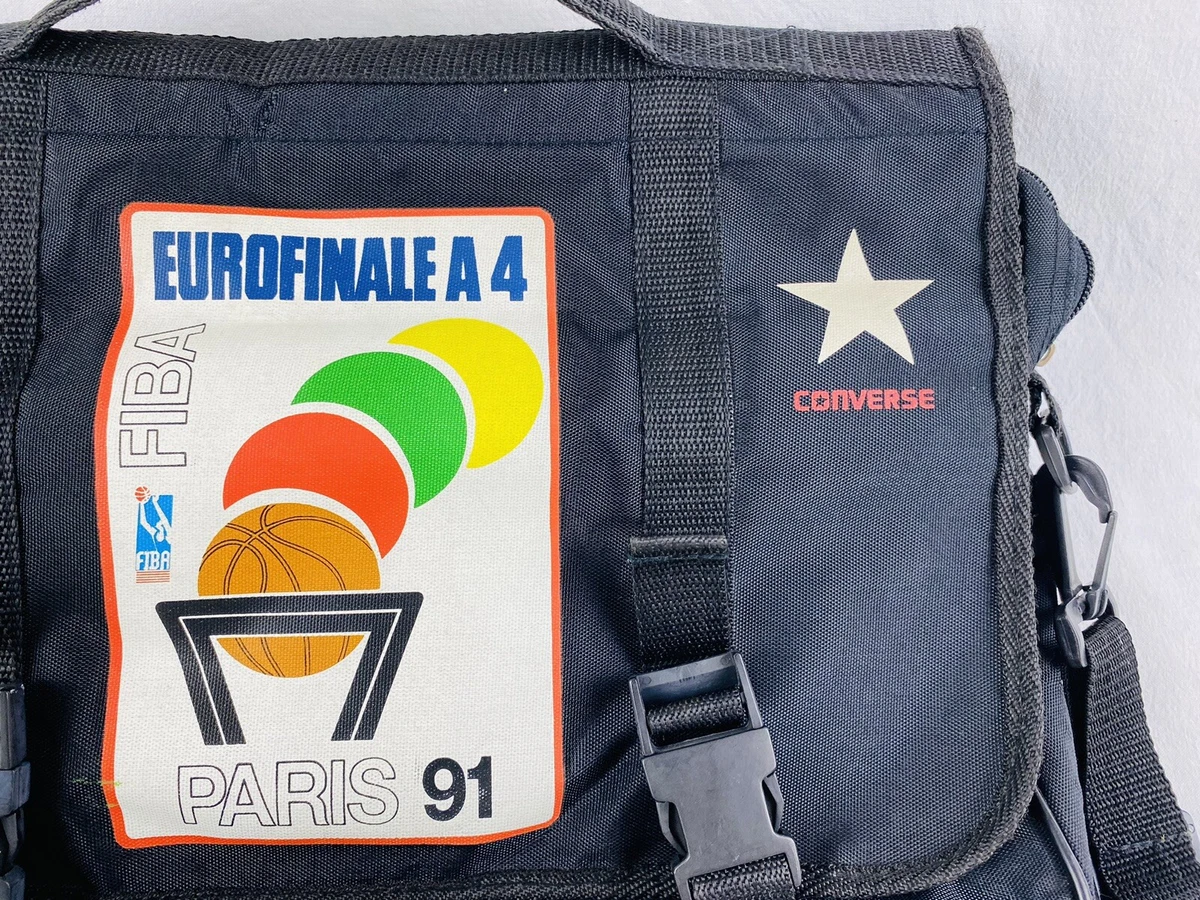 EUROFINALE A 4
FIBA
FIBA
PARIS 91
CONVERSE